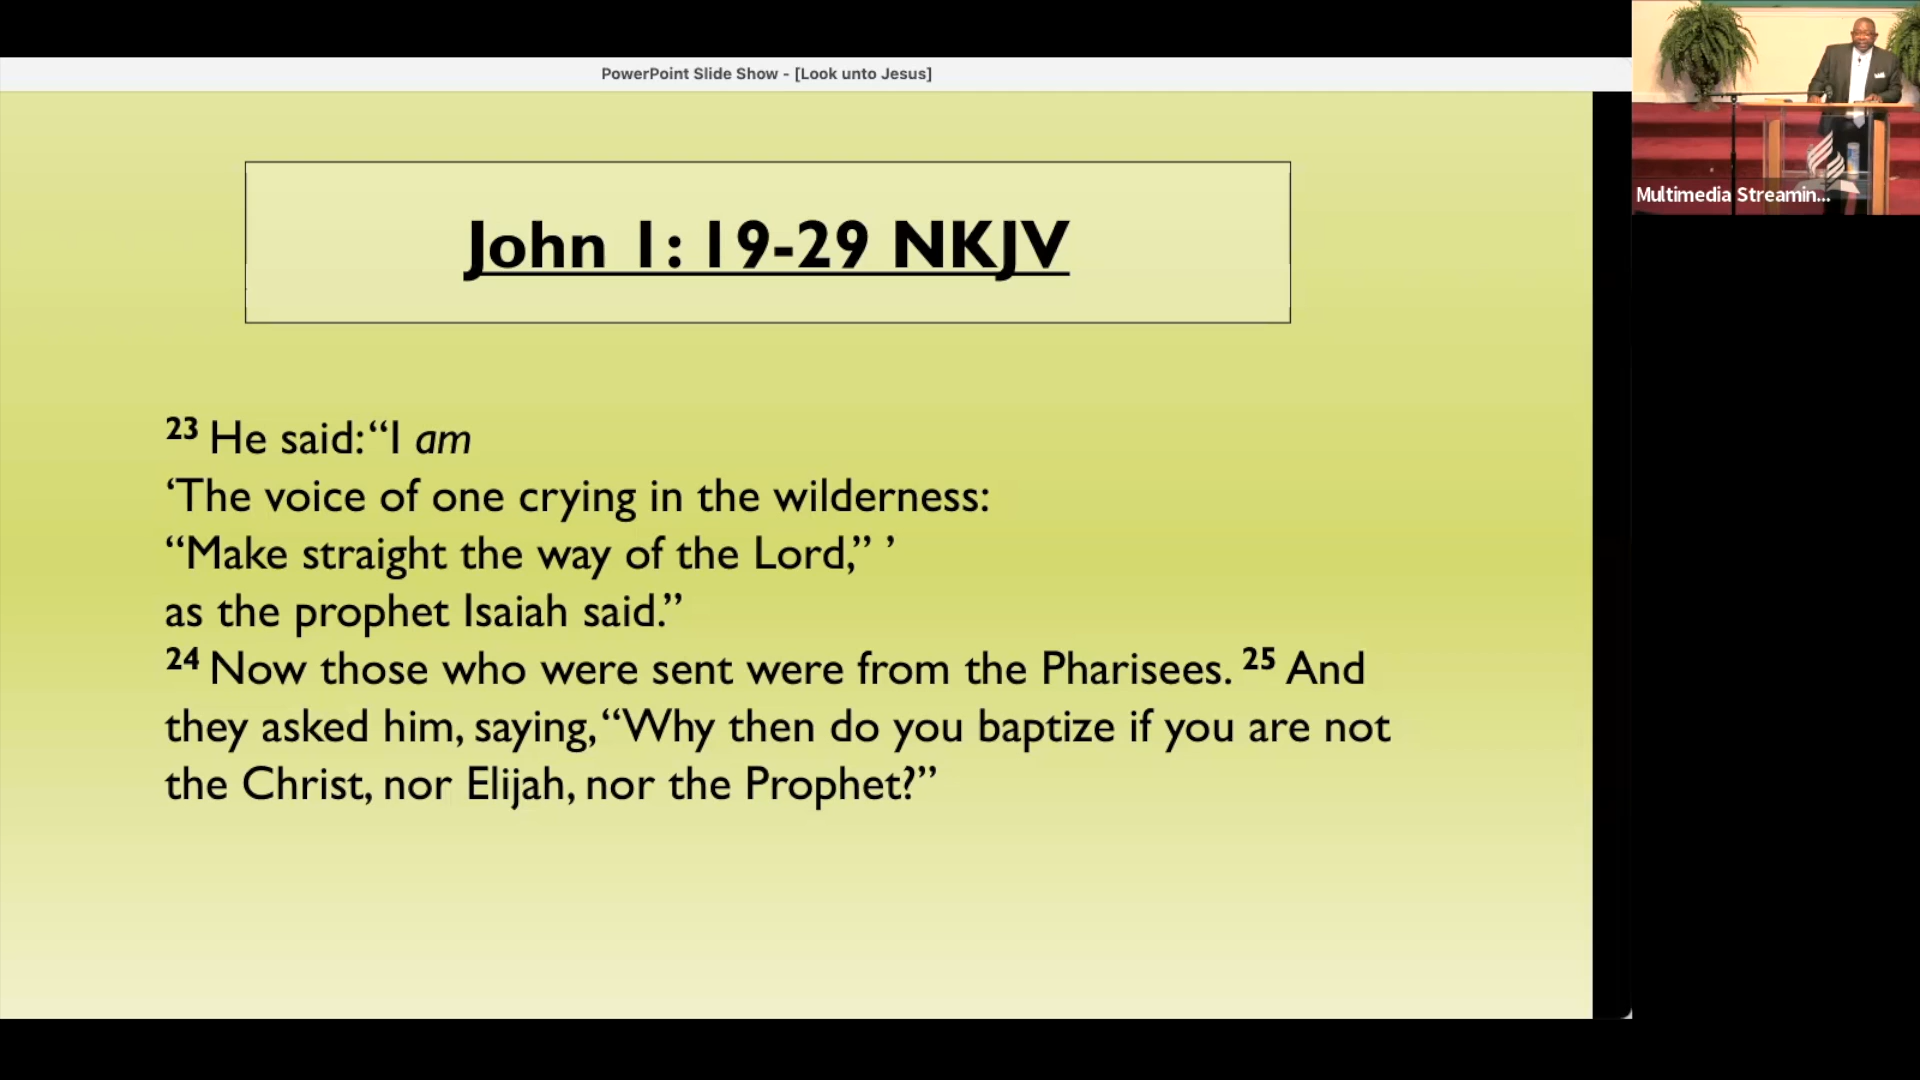 PowerPoint Slide Show - [Look unto Jesus]
John 1: 19-29 NKJV
23 He said: “I am
‘The voice of one crying in the wilderness:
“Make straight the way of the Lord,” ’
as the prophet Isaiah said.”
24 Now those who were sent were from the Pharisees. 25 And
they asked him, saying, “Why then do you baptize if you are not
the Christ, nor Elijah, nor the Prophet?”
Multimedia Streamin...